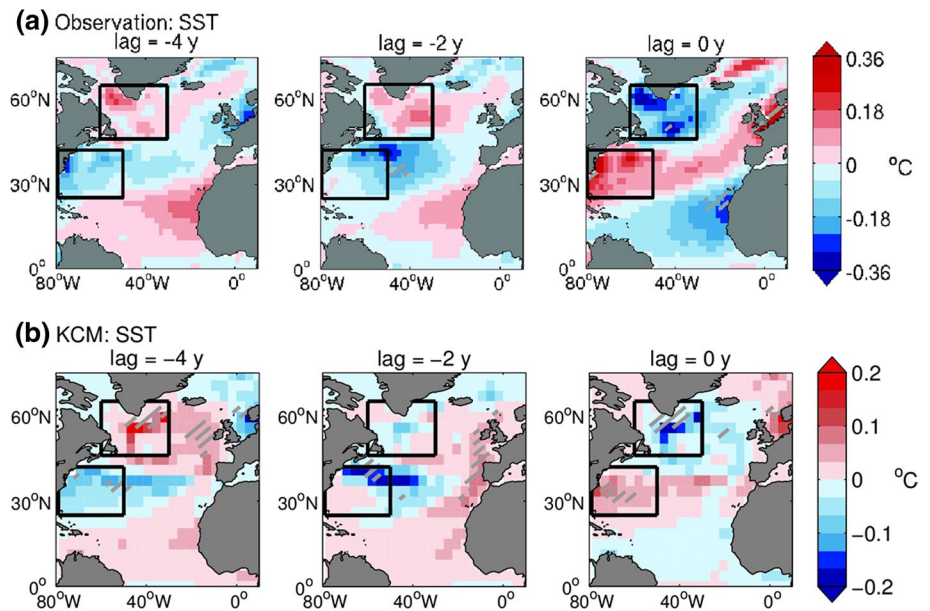 (a) Observation: SST
lag = -4 y
lag = -2 y
lag = 0 y
60°N
30°N
0°
80°W
40°W
0°
60°N
30°N
0°
80°W
40°W
0°
60°N
30°N
0°
80°W
40°W
0°
0.36
0.18
0
-0.18
-0.36
°C
(b) KCM: SST
lag = −4 y
lag = −2 y
lag = 0 y
60°N
30°N
0°
80°W
40°W
0°
60°N
30°N
0°
80°W
40°W
0°
60°N
30°N
0°
80°W
40°W
0°
0.2
0.1
0
-0.1
-0.2
°C